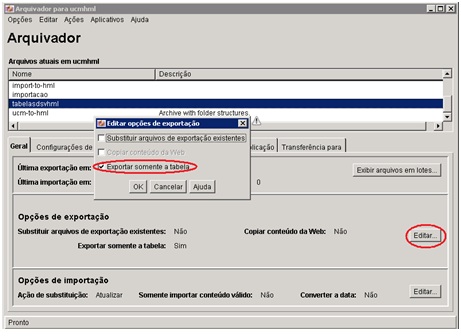 Arquivador para ucmhml
Opções Editar Ações Aplicativos Ajuda
Arquivador
Arquivos atuais em ucmhml
Nome Descrição
import-to-hml
importacao
tabelasdsvhml
ucm-to-hml Archive with folder structures.
Editar opções de exportação
Substituir arquivos de exportação existentes
Copiar conteúdo da Web
Exportar somente a tabela
OK Cancelar Ajuda
Geral Configurações de Transferência para
Última exportação em: Exibir arquivos em lotes...
Última importação em: 0
Opções de exportação
Substituir arquivos de exportação existentes: Não Copiar conteúdo da Web: Não Editar...
Exportar somente a tabela: Sim
Opções de importação
Ação de substituição: Atualizar Somente importar conteúdo válido: Não Converter a data: Não Editar...
Pronto